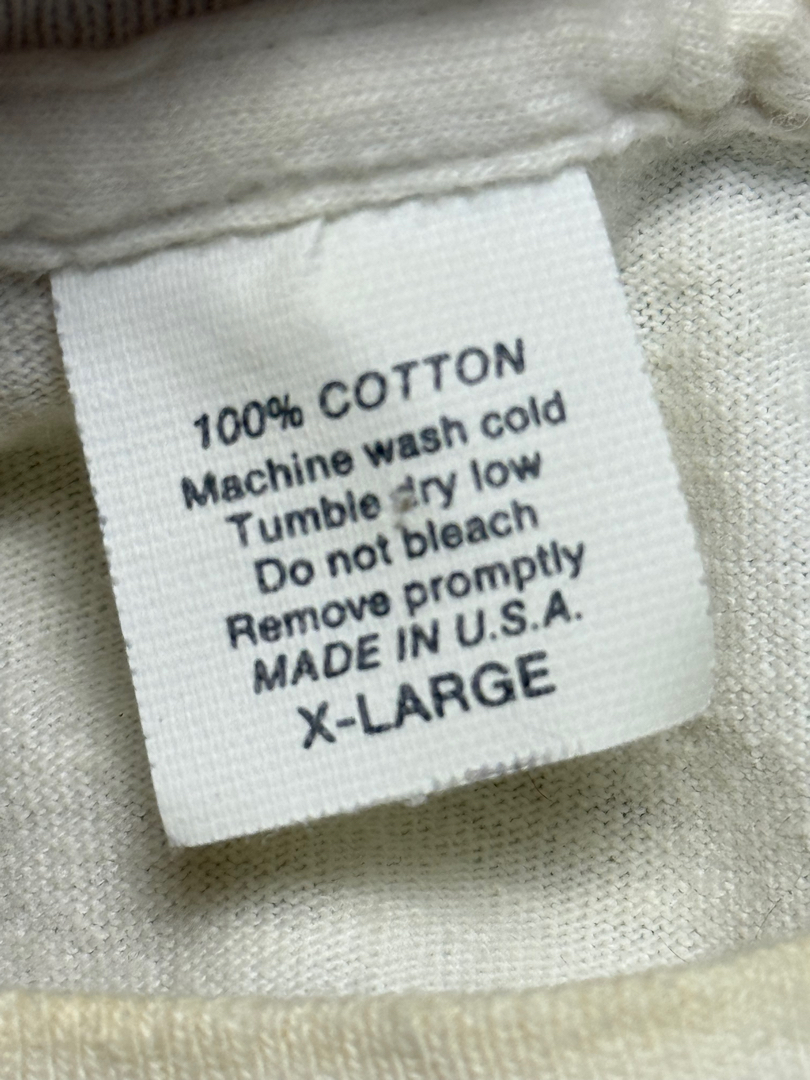 100% COTTON
Machine wash cold
Tumble dry low
Do not bleach
Remove promptly
MADE IN U.S.A.
X-LARGE